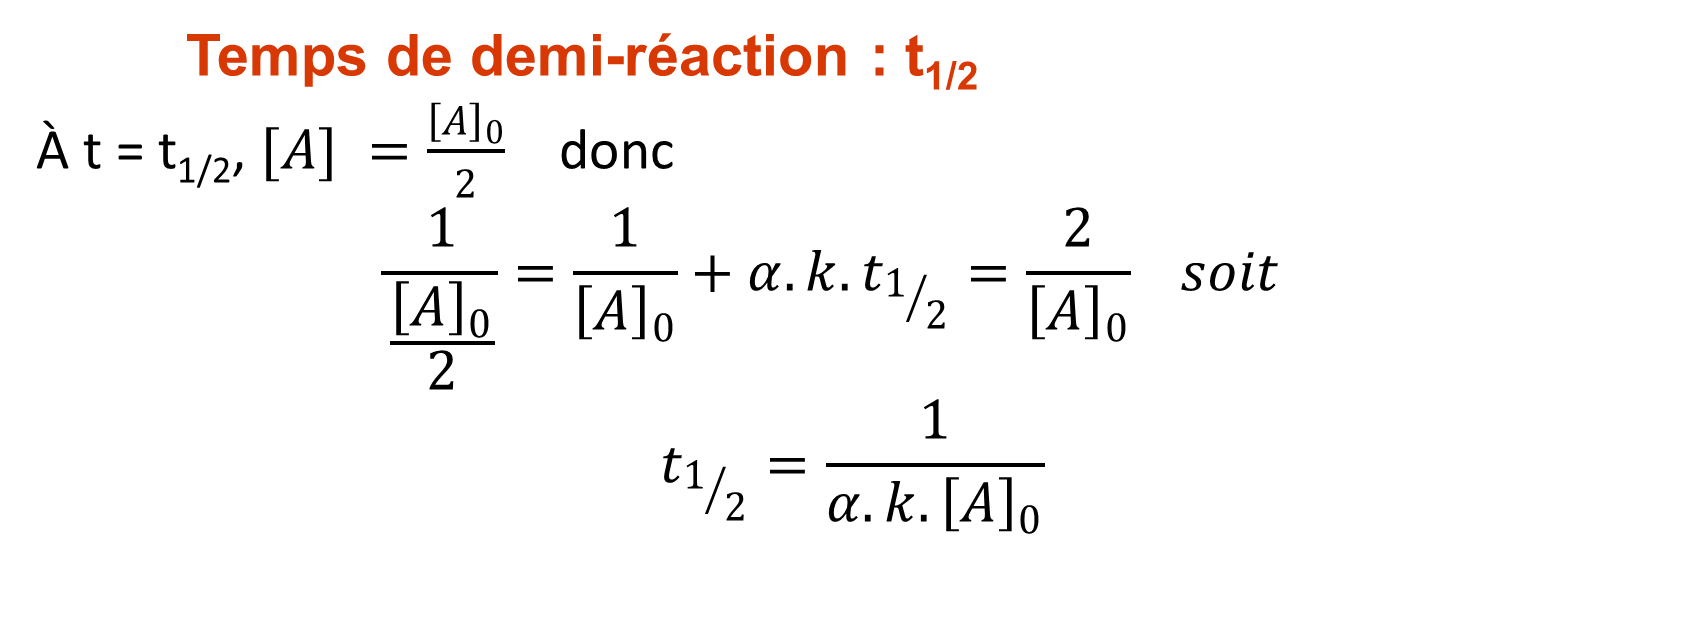 Temps de demi-réaction : t1/2
À t = t1/2, [A] = [A]0/2 donc
1/([A]0/2) = 1/[A]0 + α.k.t1/2 = 2/[A]0 soit
t1/2 = 1/(α.k.[A]0)